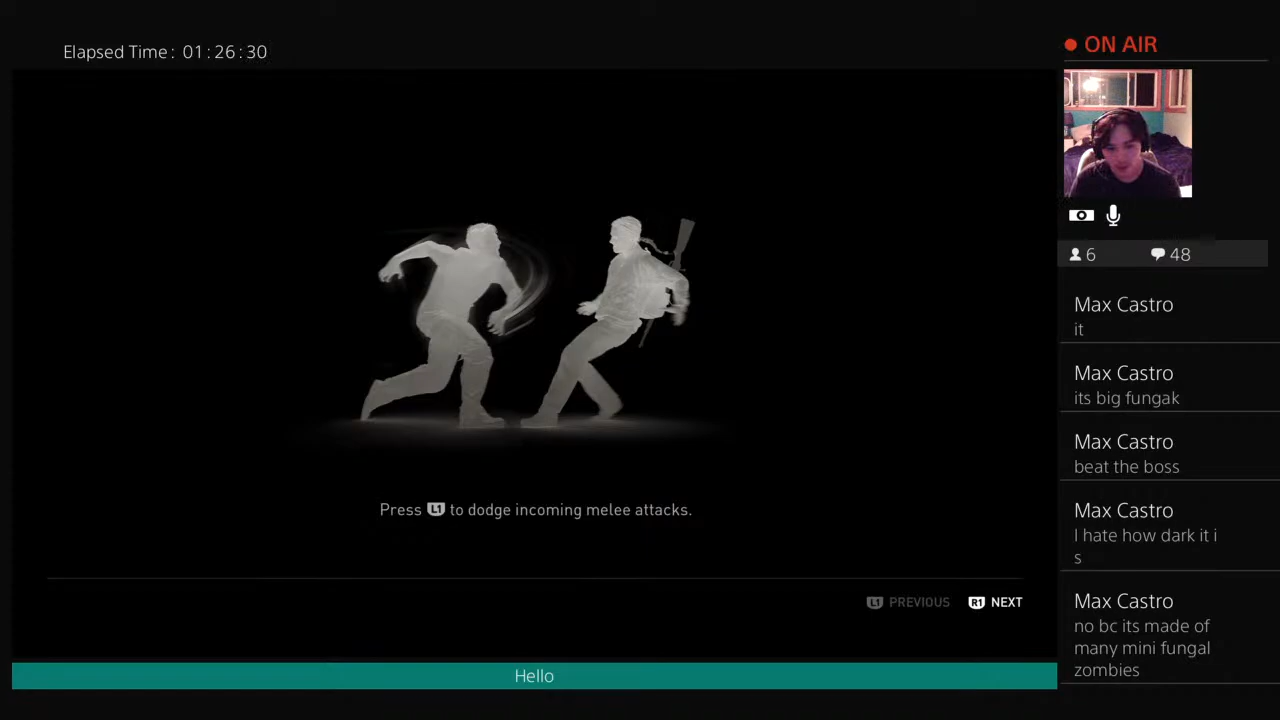 Elapsed Time: 01:26:30
ON AIR
6 48
Max Castro
it
Max Castro
its big fungak
Max Castro
beat the boss
Max Castro
I hate how dark it i
s
Max Castro
no bc its made of
many mini fungal
zombies
Press L1 to dodge incoming melee attacks.
L1 PREVIOUS R1 NEXT
Hello